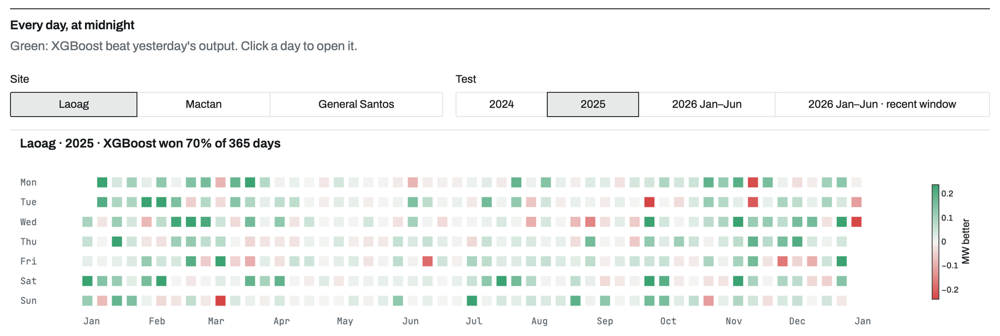 Every day, at midnight
Green: XGBoost beat yesterday's output. Click a day to open it.
Site
Test
Laoag
Mactan
General Santos
2024
2025
2026 Jan–Jun
2026 Jan–Jun · recent window
Laoag · 2025 · XGBoost won 70% of 365 days
Mon
Tue
Wed
Thu
Fri
Sat
Sun
Jan Feb Mar Apr May Jun Jul Aug Sep Oct Nov Dec Jan
0.2
0.1
0
−0.1
−0.2
MW better